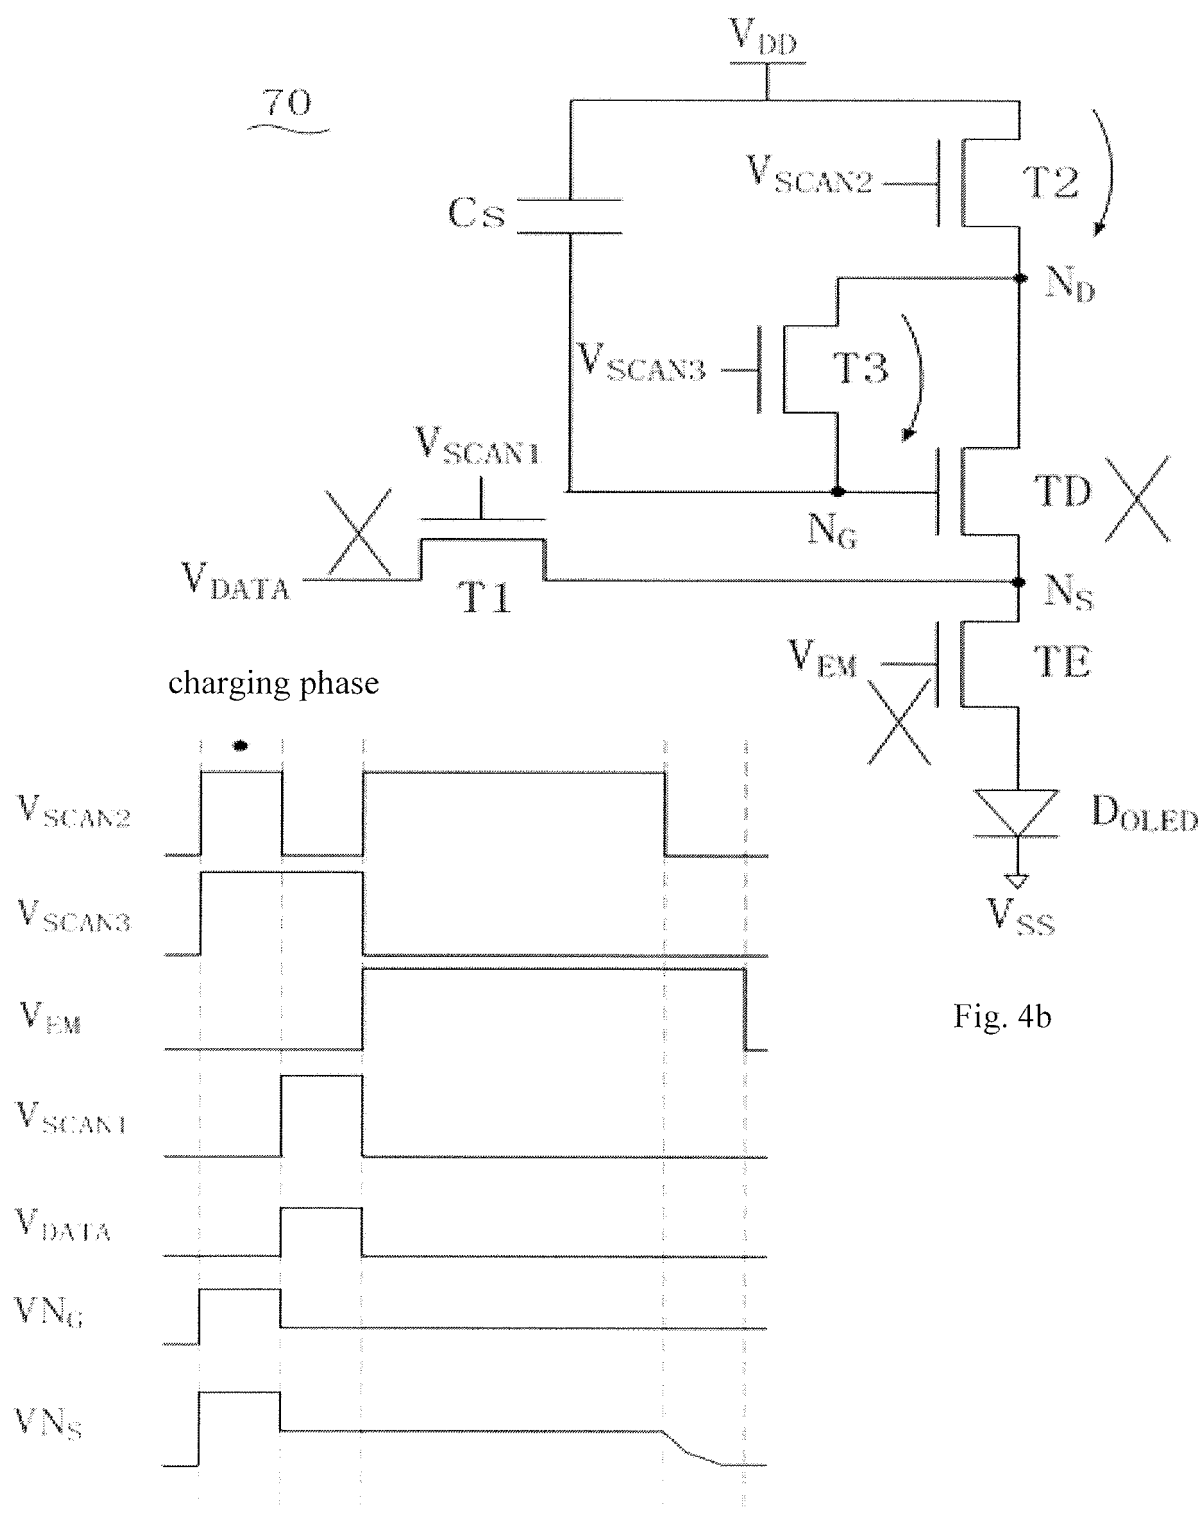 VDD
70
VSCAN2
T2
CS
ND
VSCAN3
T3
VSCAN1
TD
NG
VDATA
T1
NS
VEM
TE
charging phase
DOLED
VSS
VSCAN2
VSCAN3
VEM
Fig. 4b
VSCAN1
VDATA
VNG
VNS